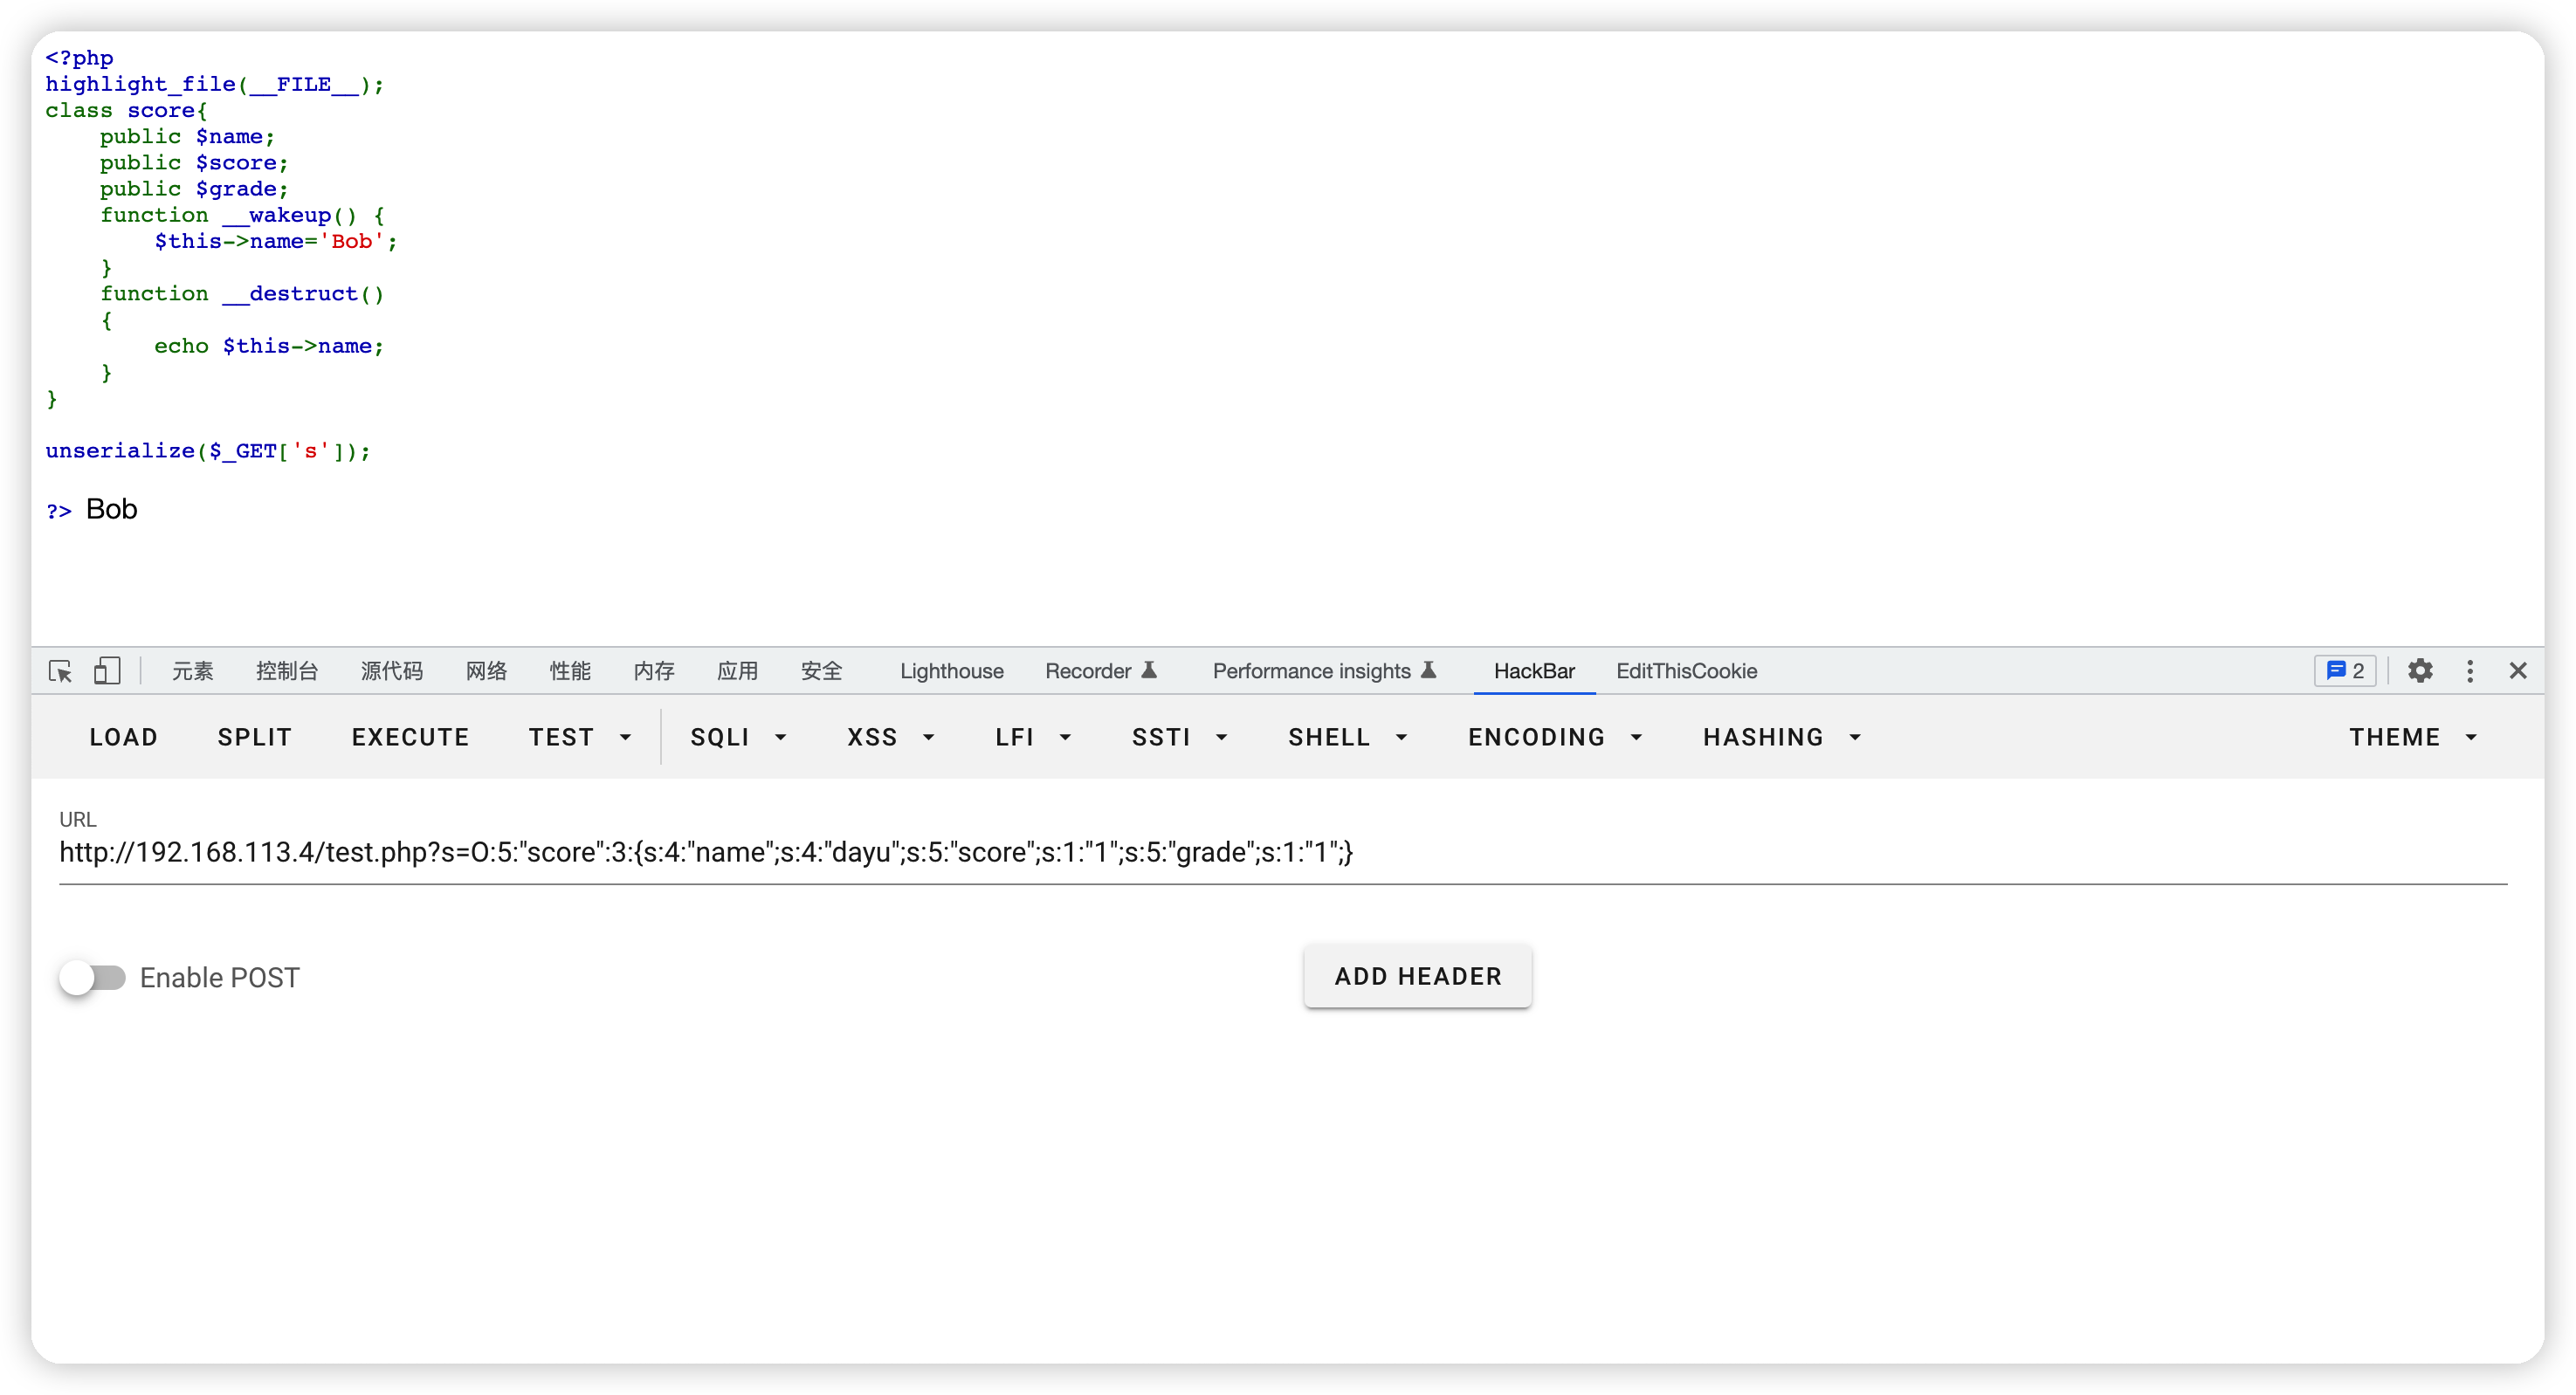 <?php
highlight_file(__FILE__);
class score{
    public $name;
    public $score;
    public $grade;
    function __wakeup() {
        $this->name='Bob';
    }
    function __destruct()
    {
        echo $this->name;
    }
}

unserialize($_GET['s']);

?> Bob
元素 控制台 源代码 网络 性能 内存 应用 安全 Lighthouse Recorder Performance insights HackBar EditThisCookie 2
LOAD SPLIT EXECUTE TEST SQLI XSS LFI SSTI SHELL ENCODING HASHING THEME
URL
http://192.168.113.4/test.php?s=O:5:"score":3:{s:4:"name";s:4:"dayu";s:5:"score";s:1:"1";s:5:"grade";s:1:"1";}
Enable POST ADD HEADER